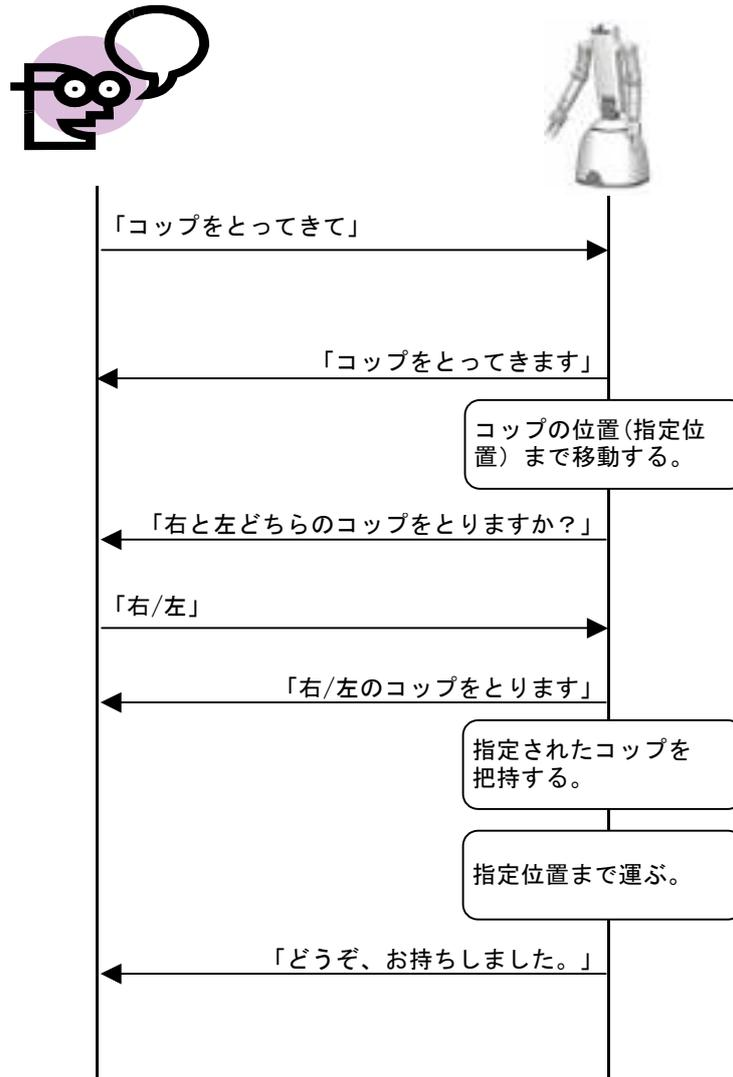 「コップをとってきて」
「コップをとってきます」
コップの位置(指定位
置）まで移動する。
「右と左どちらのコップをとりますか？」
「右/左」
「右/左のコップをとります」
指定されたコップを
把持する。
指定位置まで運ぶ。
「どうぞ、お持ちしました。」